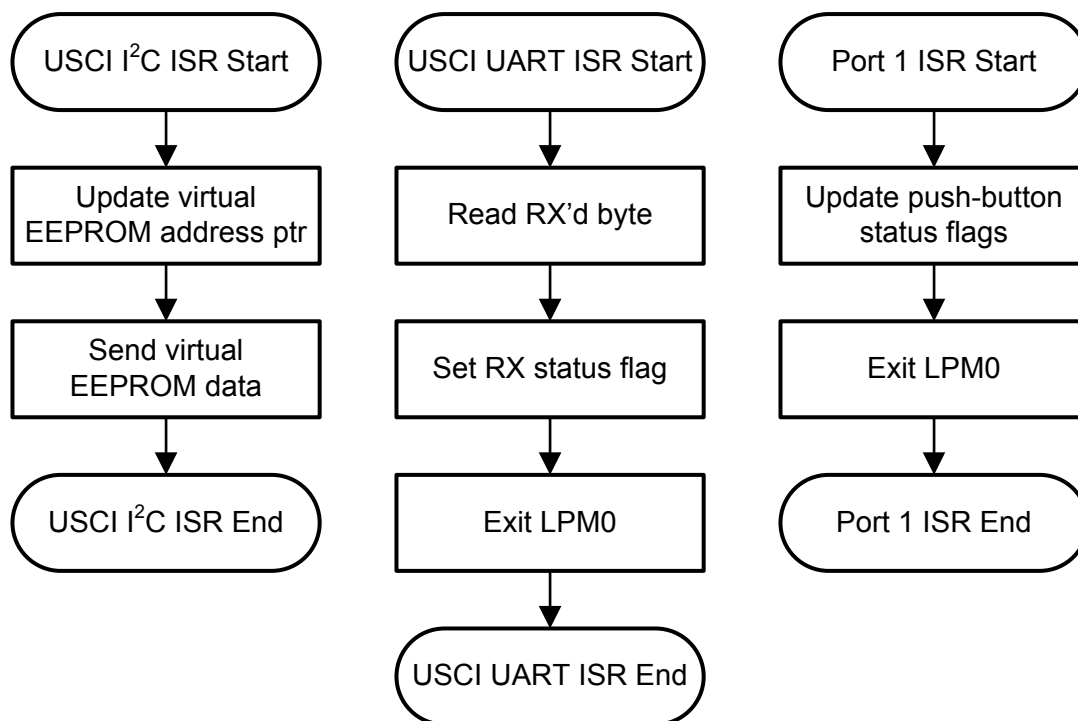 USCI I²C ISR Start
Update virtual
EEPROM address ptr
Send virtual
EEPROM data
USCI I²C ISR End
USCI UART ISR Start
Read RX’d byte
Set RX status flag
Exit LPM0
USCI UART ISR End
Port 1 ISR Start
Update push-button
status flags
Exit LPM0
Port 1 ISR End